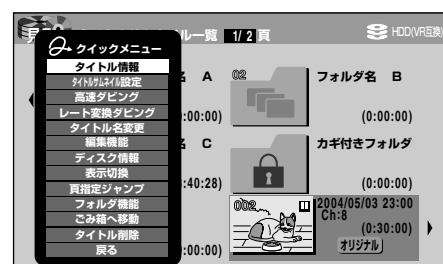 見
ル一覧 1/ 2 頁
HDD(VR互換)
クイックメニュー
タイトル情報
タイトルサムネイル設定
高速ダビング
レート変換ダビング
タイトル名変更
編集機能
ディスク情報
表示切換
頁指定ジャンプ
フォルダ機能
ごみ箱へ移動
タイトル削除
戻る
A
:00:00)
02
フォルダ名 B
(0:00:00)
C
:40:28)
カギ付きフォルダ
(0:00:00)
:00:00)
002
2004/05/03 23:00
Ch:8
(0:30:00)
オリジナル